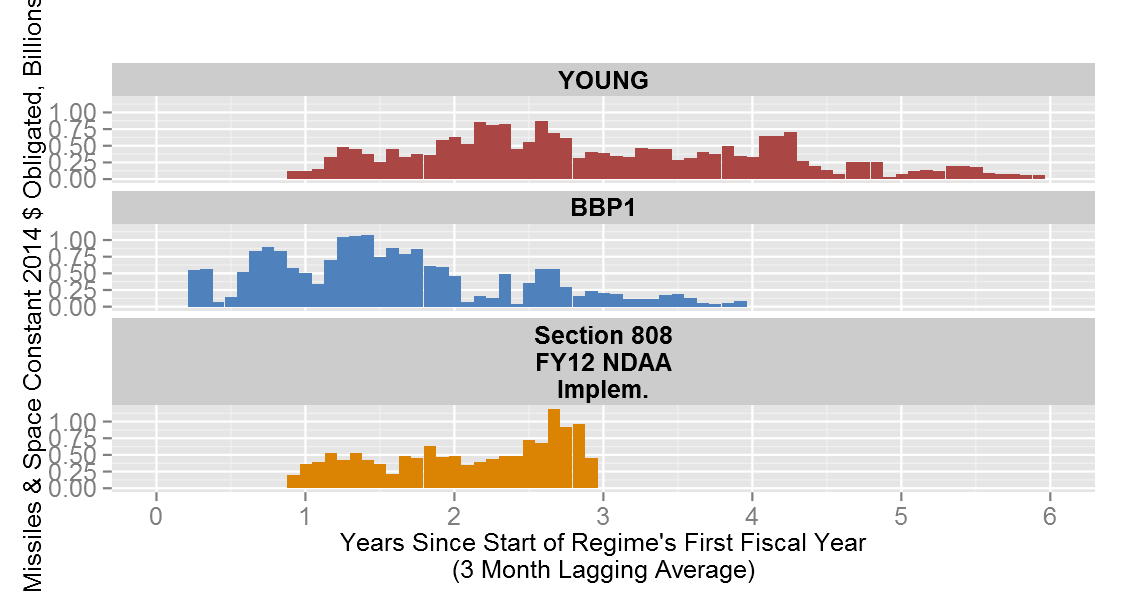 Missiles & Space Constant 2014 $ Obligated, Billions
YOUNG
1.00
0.75
0.50
0.25
0.00
BBP1
1.00
0.75
0.50
0.25
0.00
Section 808
FY12 NDAA
Implem.
1.00
0.75
0.50
0.25
0.00
0 1 2 3 4 5 6
Years Since Start of Regime's First Fiscal Year
(3 Month Lagging Average)